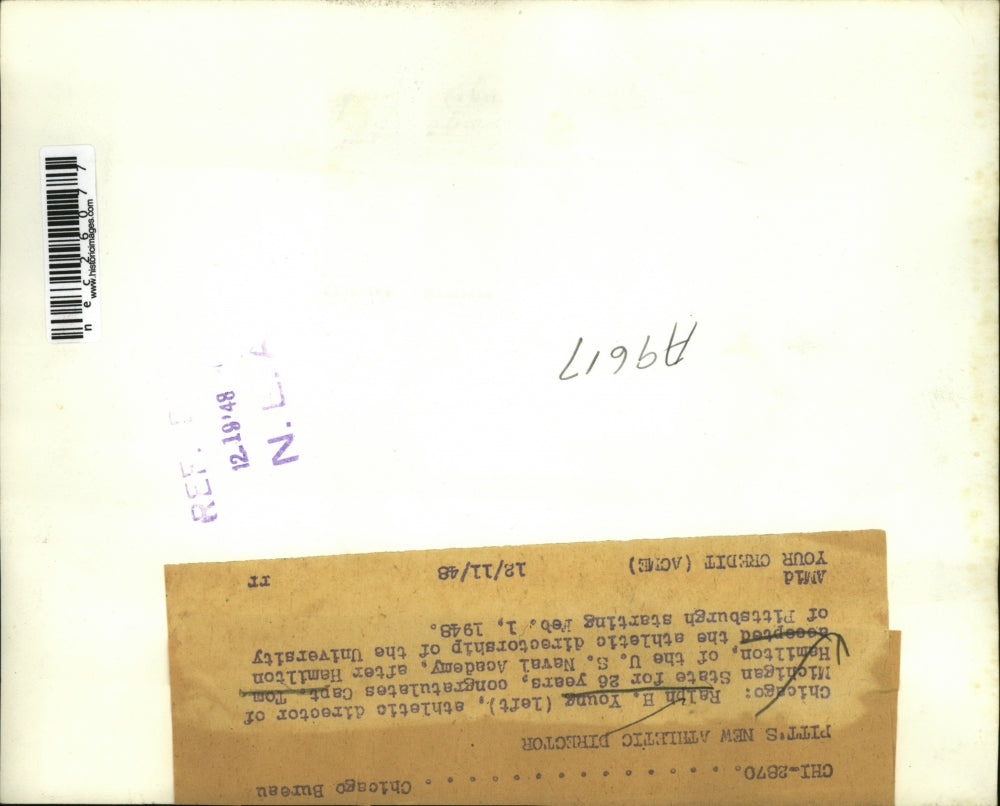 CHI-2870. . . . . . . . . . . . . . . Chicago Bureau
PITT'S NEW ATHLETIC DIRECTOR
Chicago: Ralph H. Young (left), athletic director of
Michigan State for 26 years, congratulates Capt. Tom
Hamilton, of the U. S. Naval Academy, after Hamilton
accepted the athletic directorship of the University
of Pittsburgh starting Feb. 1, 1948.
AM1d
YOUR CREDIT (ACME) 12/11/48 rr
A9617
REF.
12-19'48
N. E. A
nec26077
www.historicimages.com